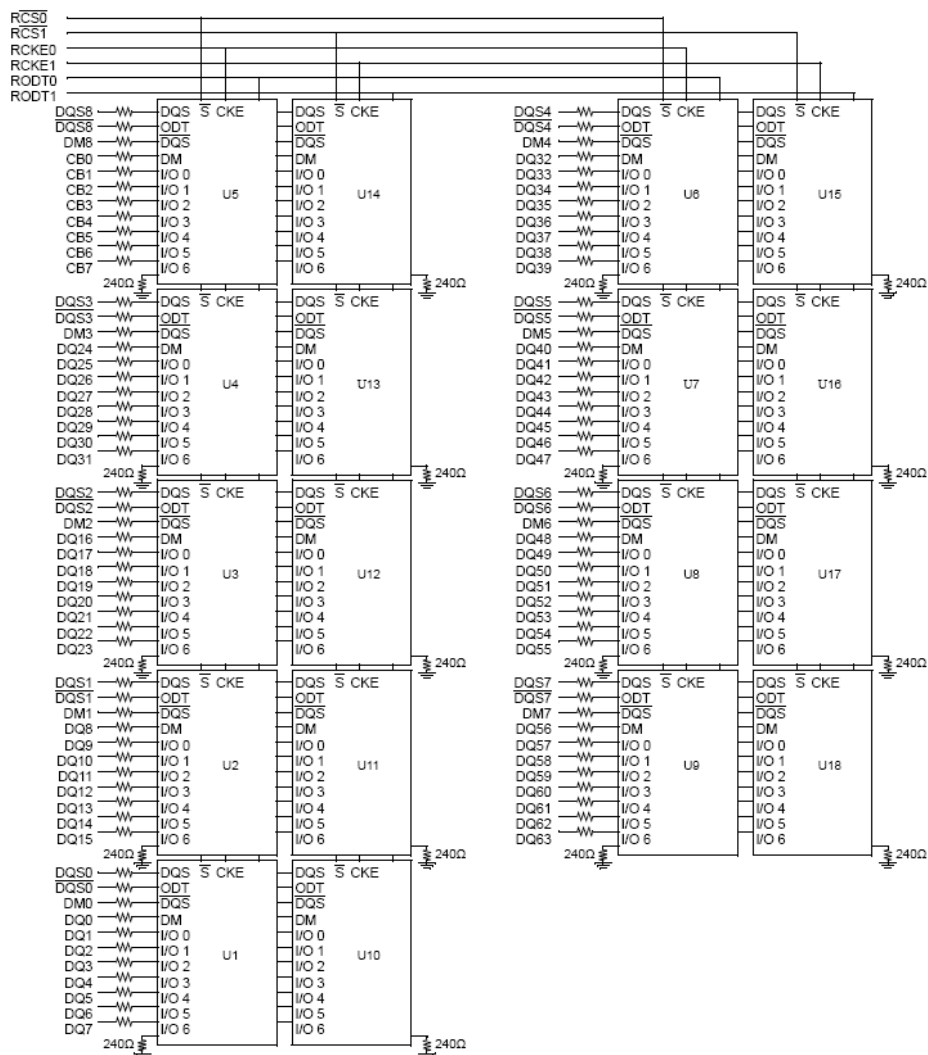 RCS0
RCS1
RCKE0
RCKE1
RODT0
RODT1
DQS8 DQS S̅ CKE DQS S̅ CKE DQS4 DQS S̅ CKE DQS S̅ CKE
DQS8 ODT ODT DQS4 ODT ODT
DM8 DQS DQS DM4 DQS DQS
CB0 DM DM DQ32 DM DM
CB1 I/O 0 I/O 0 DQ33 I/O 0 I/O 0
CB2 I/O 1 U5 I/O 1 U14 DQ34 I/O 1 U6 I/O 1 U15
CB3 I/O 2 I/O 2 DQ35 I/O 2 I/O 2
CB4 I/O 3 I/O 3 DQ36 I/O 3 I/O 3
CB5 I/O 4 I/O 4 DQ37 I/O 4 I/O 4
CB6 I/O 5 I/O 5 DQ38 I/O 5 I/O 5
CB7 I/O 6 I/O 6 DQ39 I/O 6 I/O 6
240Ω 240Ω 240Ω 240Ω
DQS3 DQS S̅ CKE DQS S̅ CKE DQS5 DQS S̅ CKE DQS S̅ CKE
DQS3 ODT ODT DQS5 ODT ODT
DM3 DQS DQS DM5 DQS DQS
DQ24 DM DM DQ40 DM DM
DQ25 I/O 0 I/O 0 DQ41 I/O 0 I/O 0
DQ26 I/O 1 U4 I/O 1 U13 DQ42 I/O 1 U7 I/O 1 U16
DQ27 I/O 2 I/O 2 DQ43 I/O 2 I/O 2
DQ28 I/O 3 I/O 3 DQ44 I/O 3 I/O 3
DQ29 I/O 4 I/O 4 DQ45 I/O 4 I/O 4
DQ30 I/O 5 I/O 5 DQ46 I/O 5 I/O 5
DQ31 I/O 6 I/O 6 DQ47 I/O 6 I/O 6
240Ω 240Ω 240Ω 240Ω
DQS2 DQS S̅ CKE DQS S̅ CKE DQS6 DQS S̅ CKE DQS S̅ CKE
DQS2 ODT ODT DQS6 ODT ODT
DM2 DQS DQS DM6 DQS DQS
DQ16 DM DM DQ48 DM DM
DQ17 I/O 0 I/O 0 DQ49 I/O 0 I/O 0
DQ18 I/O 1 U3 I/O 1 U12 DQ50 I/O 1 U8 I/O 1 U17
DQ19 I/O 2 I/O 2 DQ51 I/O 2 I/O 2
DQ20 I/O 3 I/O 3 DQ52 I/O 3 I/O 3
DQ21 I/O 4 I/O 4 DQ53 I/O 4 I/O 4
DQ22 I/O 5 I/O 5 DQ54 I/O 5 I/O 5
DQ23 I/O 6 I/O 6 DQ55 I/O 6 I/O 6
240Ω 240Ω 240Ω 240Ω
DQS1 DQS S̅ CKE DQS S̅ CKE DQS7 DQS S̅ CKE DQS S̅ CKE
DQS1 ODT ODT DQS7 ODT ODT
DM1 DQS DQS DM7 DQS DQS
DQ8 DM DM DQ56 DM DM
DQ9 I/O 0 I/O 0 DQ57 I/O 0 I/O 0
DQ10 I/O 1 U2 I/O 1 U11 DQ58 I/O 1 U9 I/O 1 U18
DQ11 I/O 2 I/O 2 DQ59 I/O 2 I/O 2
DQ12 I/O 3 I/O 3 DQ60 I/O 3 I/O 3
DQ13 I/O 4 I/O 4 DQ61 I/O 4 I/O 4
DQ14 I/O 5 I/O 5 DQ62 I/O 5 I/O 5
DQ15 I/O 6 I/O 6 DQ63 I/O 6 I/O 6
240Ω 240Ω 240Ω 240Ω
DQS0 DQS S̅ CKE DQS S̅ CKE
DQS0 ODT ODT
DM0 DQS DQS
DQ0 DM DM
DQ1 I/O 0 I/O 0
DQ2 I/O 1 U1 I/O 1 U10
DQ3 I/O 2 I/O 2
DQ4 I/O 3 I/O 3
DQ5 I/O 4 I/O 4
DQ6 I/O 5 I/O 5
DQ7 I/O 6 I/O 6
240Ω 240Ω